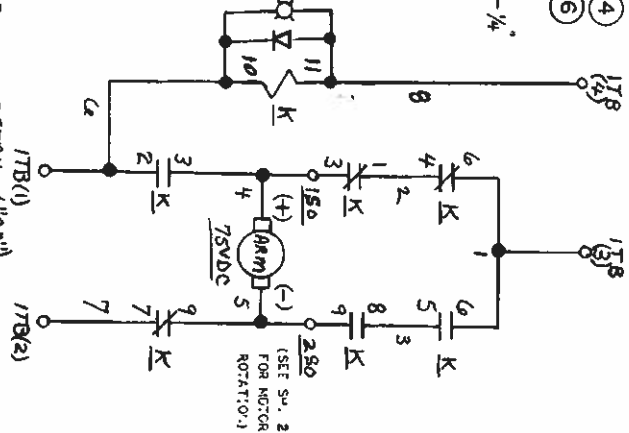 4
6
-¼"
1TB
(4)
1TB
(3)
10
11
K
8
6
2
3
K
4
(+)
1S0
3
1
K
2
4
6
K
1
ARM
75VDC
(-)
5
1TB(1)
1TB(2)
7
7
9
K
2S0
9
8
K
3
5
6
K
(SEE SH. 2
FOR MOTOR
ROTATION)